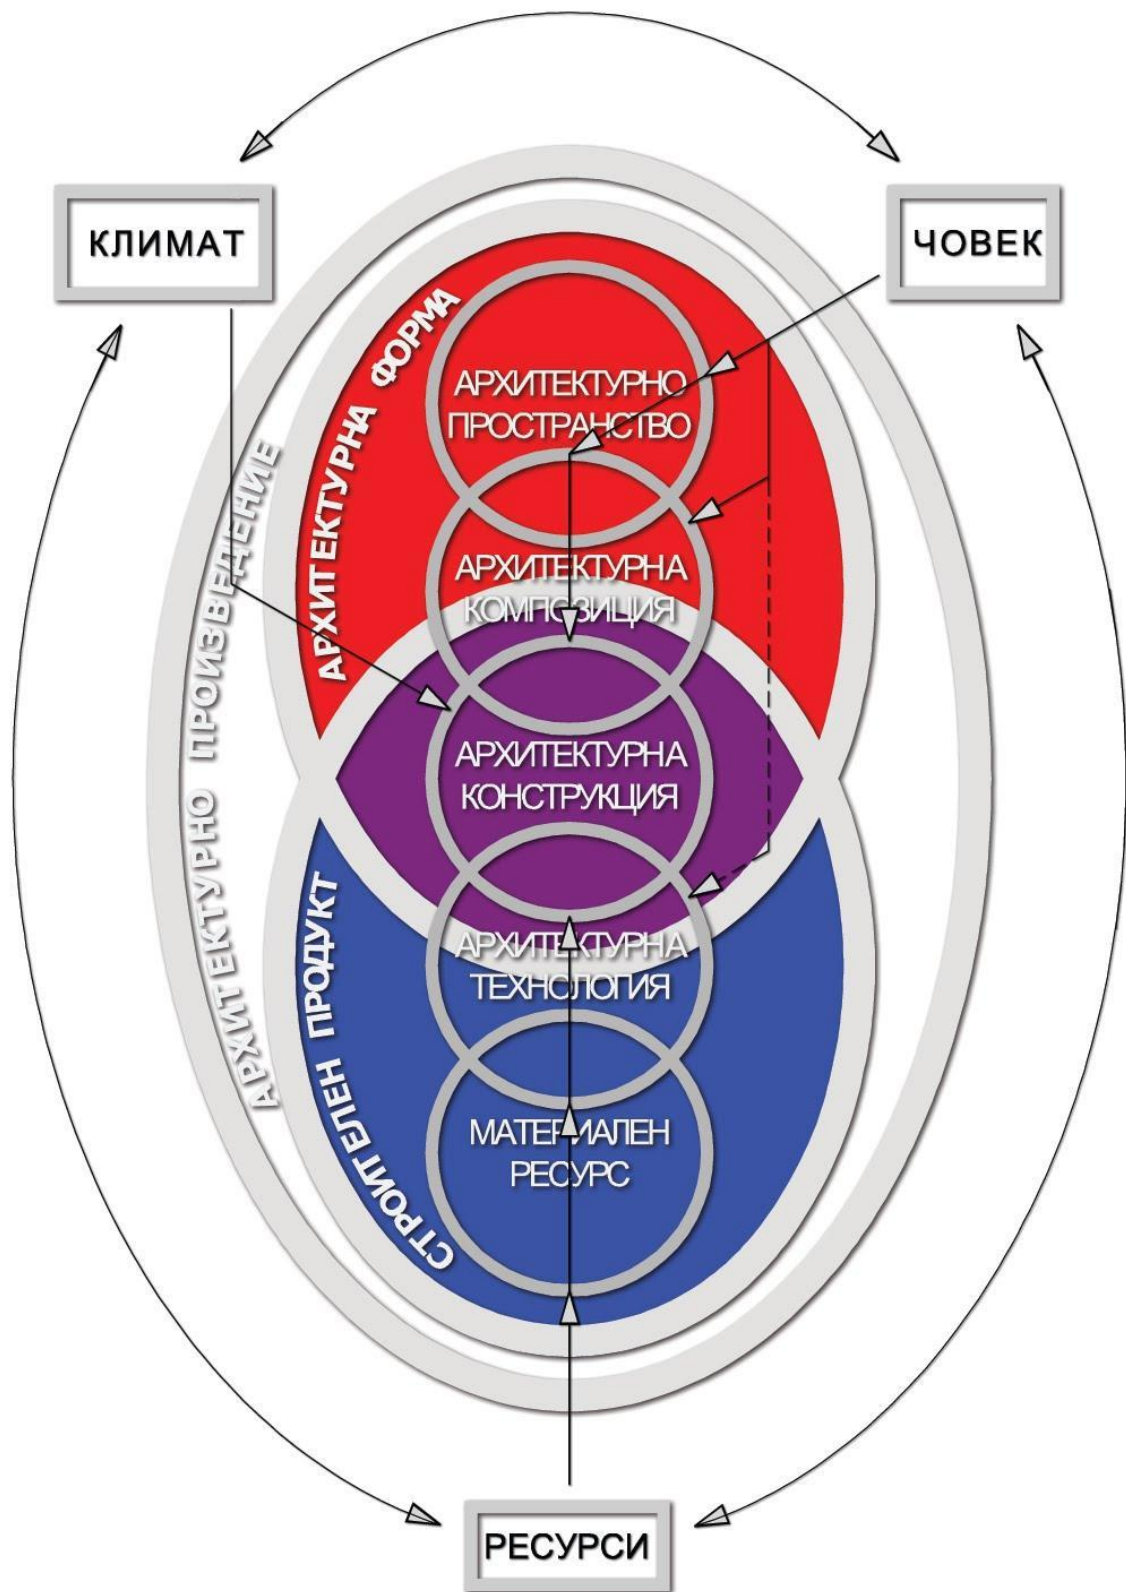 КЛИМАТ
ЧОВЕК
АРХИТЕКТУРНО ПРОИЗВЕДЕНИЕ
АРХИТЕКТУРНА ФОРМА
АРХИТЕКТУРНО
ПРОСТРАНСТВО
АРХИТЕКТУРНА
КОМПОЗИЦИЯ
АРХИТЕКТУРНА
КОНСТРУКЦИЯ
АРХИТЕКТУРНА
ТЕХНОЛОГИЯ
МАТЕРИАЛЕН
РЕСУРС
СТРОИТЕЛЕН ПРОДУКТ
РЕСУРСИ